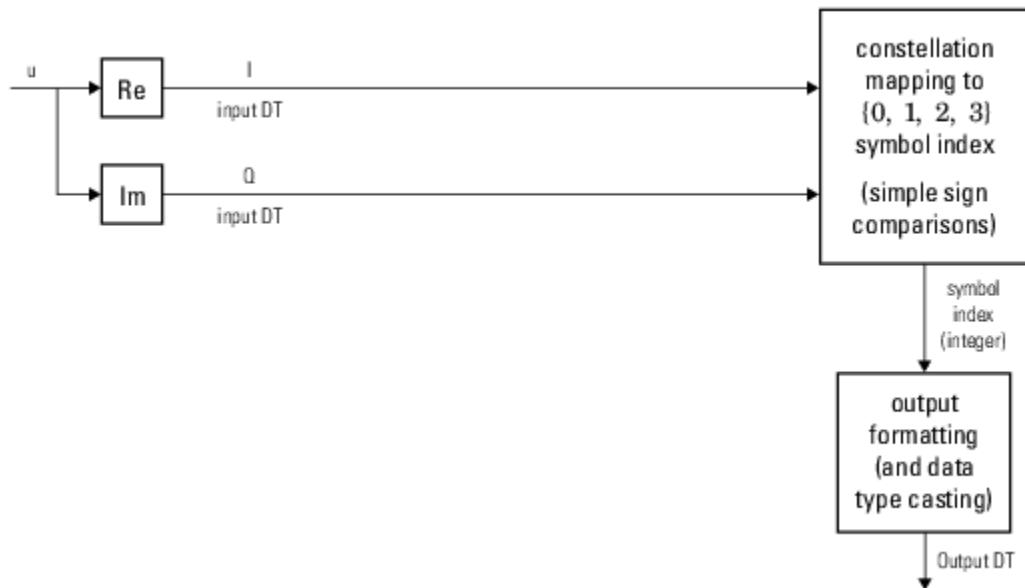 u
Re
I
input DT
Im
Q
input DT
constellation
mapping to
{0, 1, 2, 3}
symbol index
(simple sign
comparisons)
symbol
index
(integer)
output
formatting
(and data
type casting)
Output DT